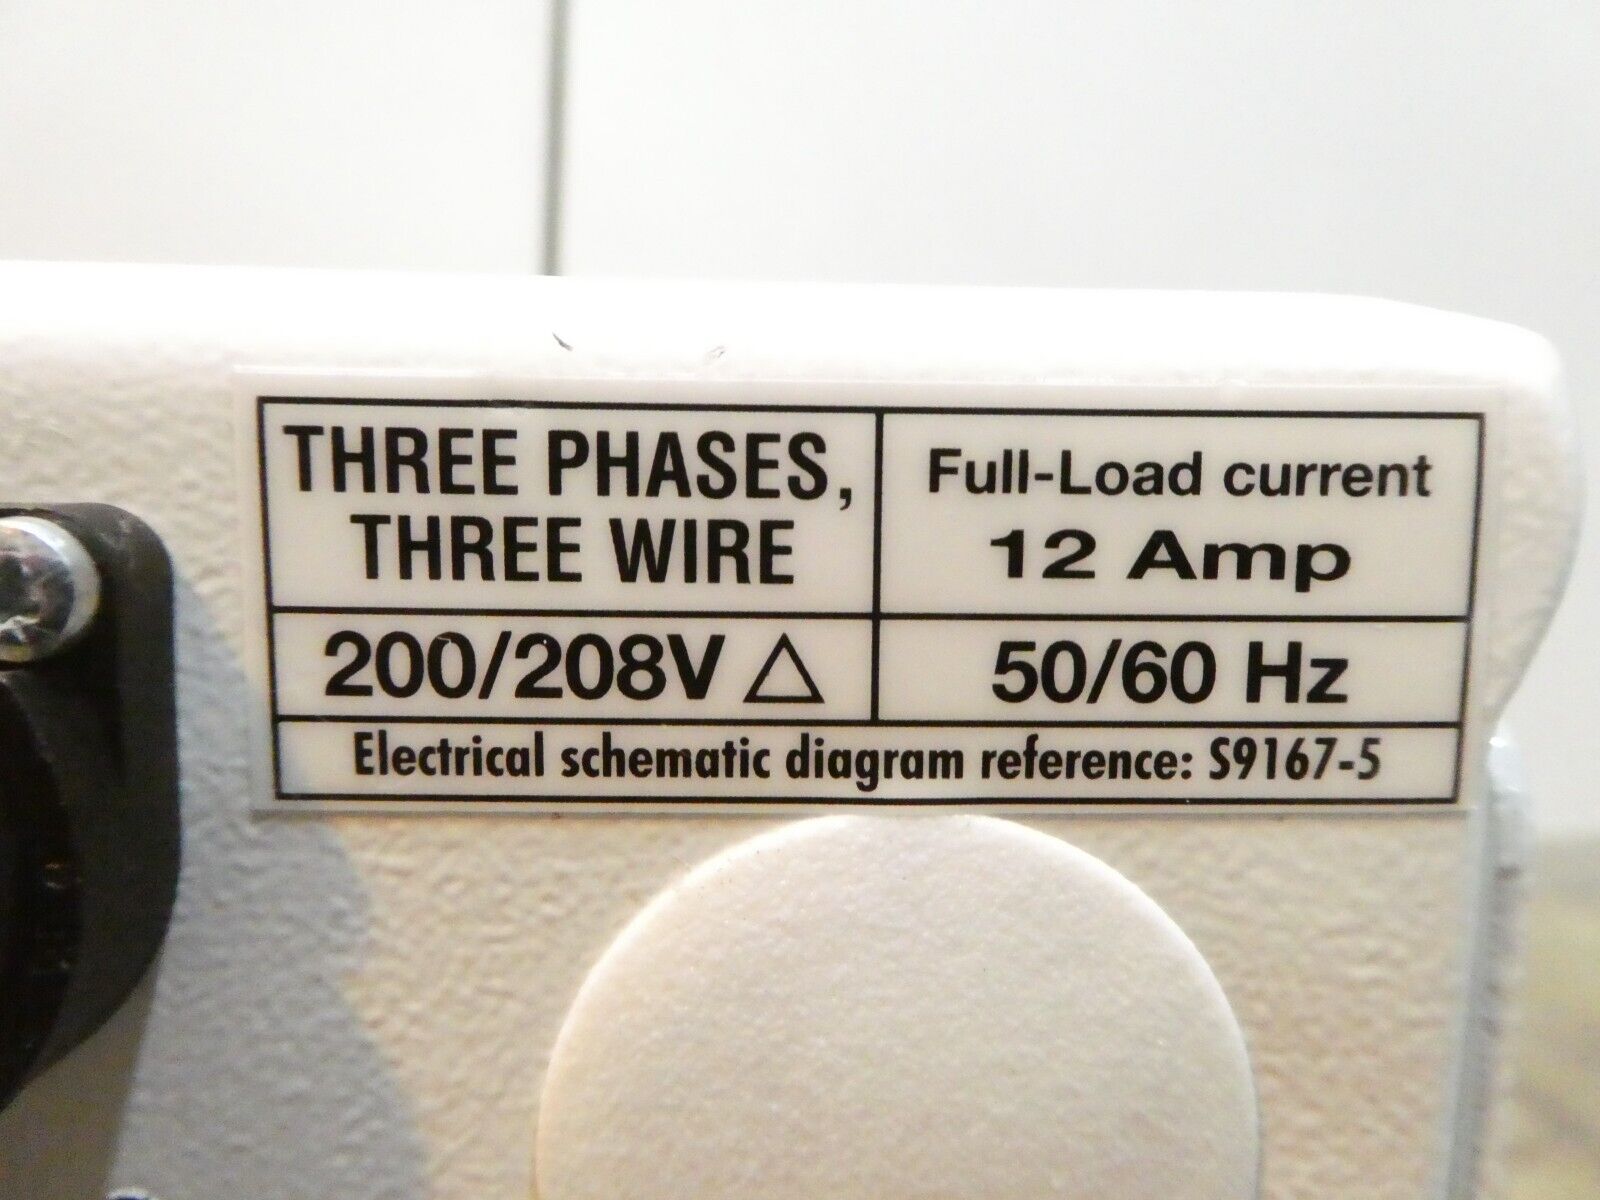 THREE PHASES,
THREE WIRE
Full-Load current
12 Amp
200/208V △
50/60 Hz
Electrical schematic diagram reference: S9167-5